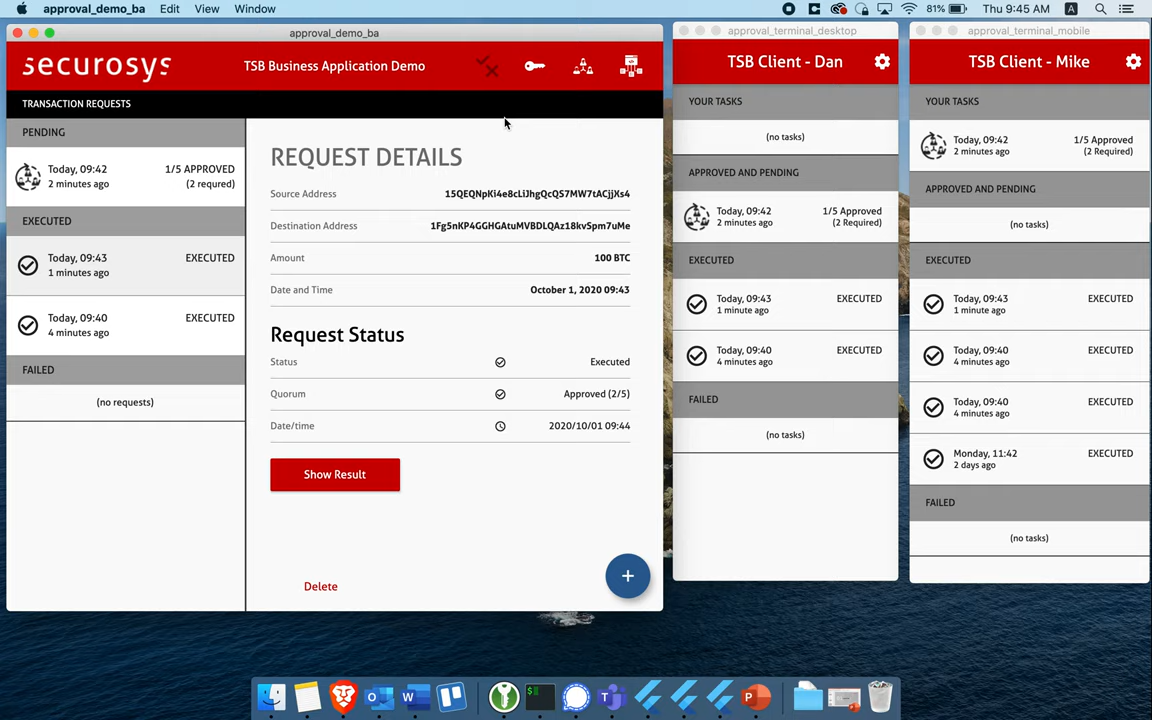 approval_demo_ba Edit View Window
81% Thu 9:45 AM A
approval_demo_ba
securosys
TSB Business Application Demo
TRANSACTION REQUESTS
PENDING
Today, 09:42 1/5 APPROVED
2 minutes ago (2 requred)
EXECUTED
Today, 09:43 EXECUTED
1 minutes ago
Today, 09:40 EXECUTED
4 minutes ago
FAILED
(no requests)
REQUEST DETAILS
Source Address 15QEQNpKi4e8cLiJhgQcQS7MW7tACjjXs4
Destination Address 1Fg5nKP4GGHGAtuMVBDLQAz18kvSpm7uMe
Amount 100 BTC
Date and Time October 1, 2020 09:43
Request Status
Status Executed
Quorum Approved (2/5)
Date/time 2020/10/01 09:44
Show Result
Delete
+
approval_terminal_desktop
TSB Client - Dan
YOUR TASKS
(no tasks)
APPROVED AND PENDING
Today, 09:42 1/5 Approved
2 minutes ago (2 Required)
EXECUTED
Today, 09:43 EXECUTED
1 minute ago
Today, 09:40 EXECUTED
4 minutes ago
FAILED
(no tasks)
approval_terminal_mobile
TSB Client - Mike
YOUR TASKS
Today, 09:42 1/5 Approved
2 minutes ago (2 Required)
APPROVED AND PENDING
(no tasks)
EXECUTED
Today, 09:43 EXECUTED
1 minute ago
Today, 09:40 EXECUTED
4 minutes ago
Today, 09:40 EXECUTED
4 minutes ago
Monday, 11:42 EXECUTED
2 days ago
FAILED
(no tasks)